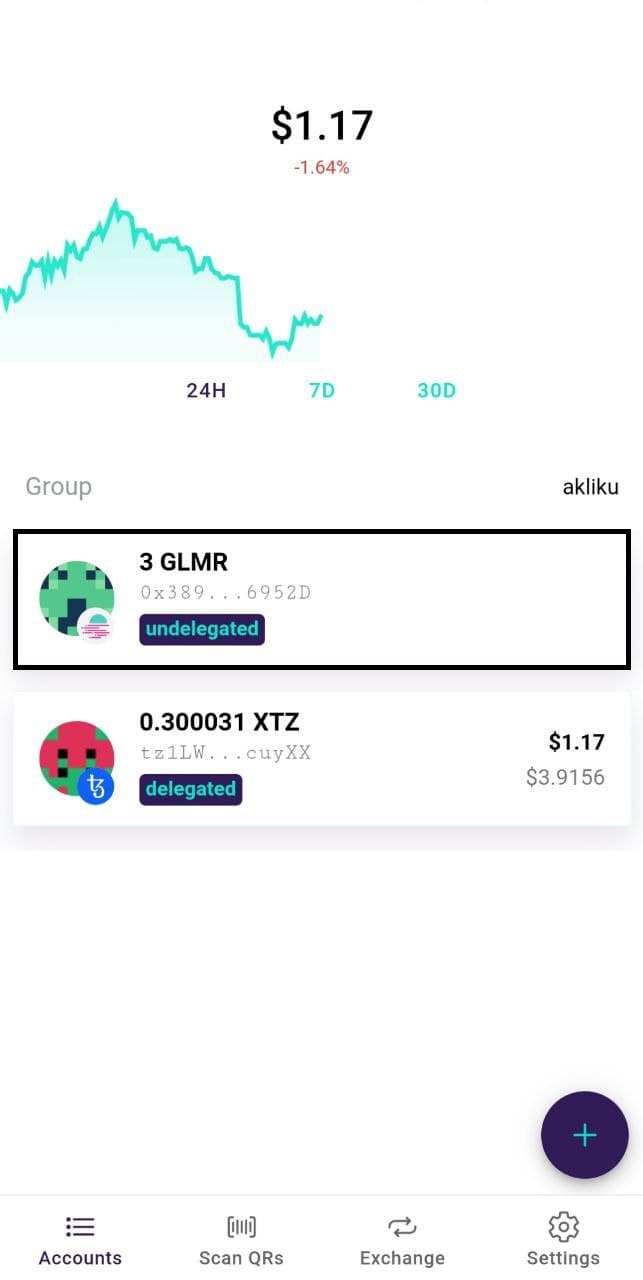 $1.17
-1.64%
24H 7D 30D
Group akliku
3 GLMR
0x389...6952D
undelegated
0.300031 XTZ
$1.17
tz1LW...cuyXX
$3.9156
delegated
Accounts Scan QRs Exchange Settings